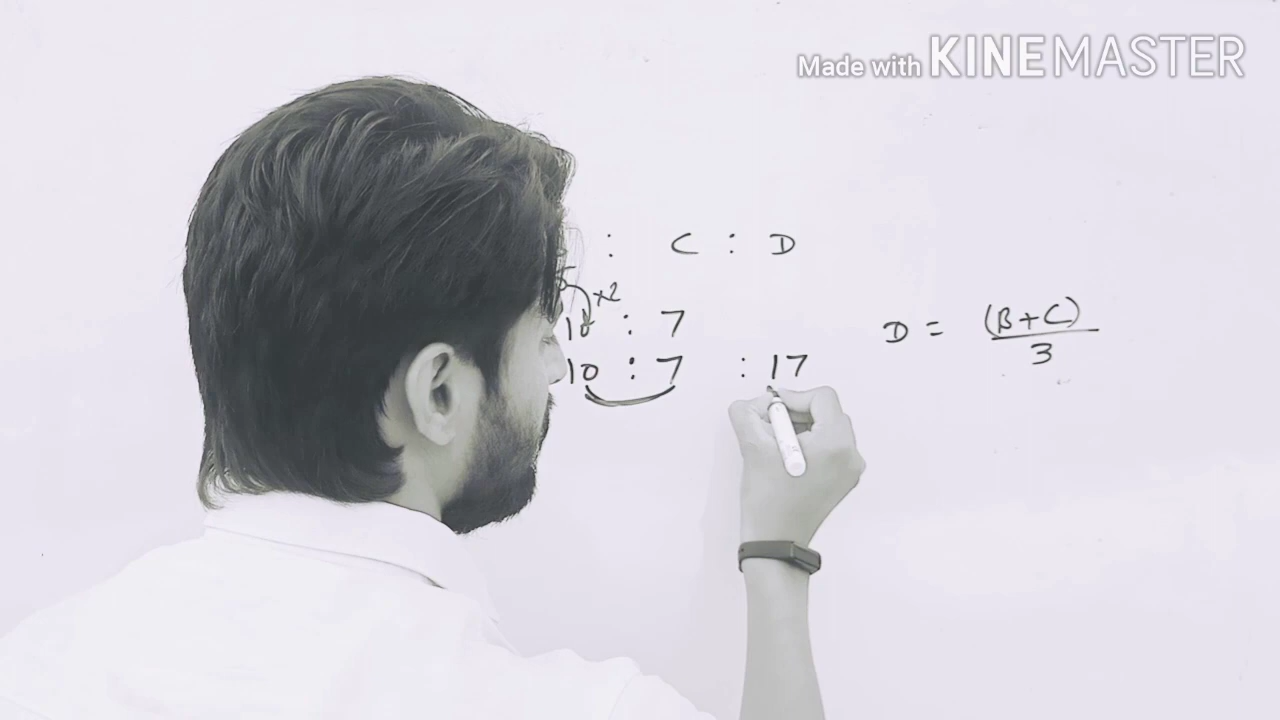 Made with KINEMASTER
: C : D
×2
10 : 7
D = (B+C)/3
10 : 7 : 17